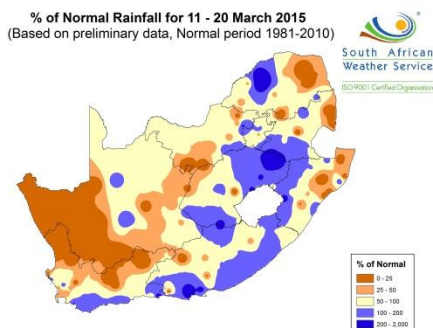 % of Normal Rainfall for 11 - 20 March 2015
(Based on preliminary data, Normal period 1981-2010)
South African
Weather Service
ISO 9001 Certified Organisation
% of Normal
0 - 25
25 - 50
50 - 100
100 - 200
200 - 2,000